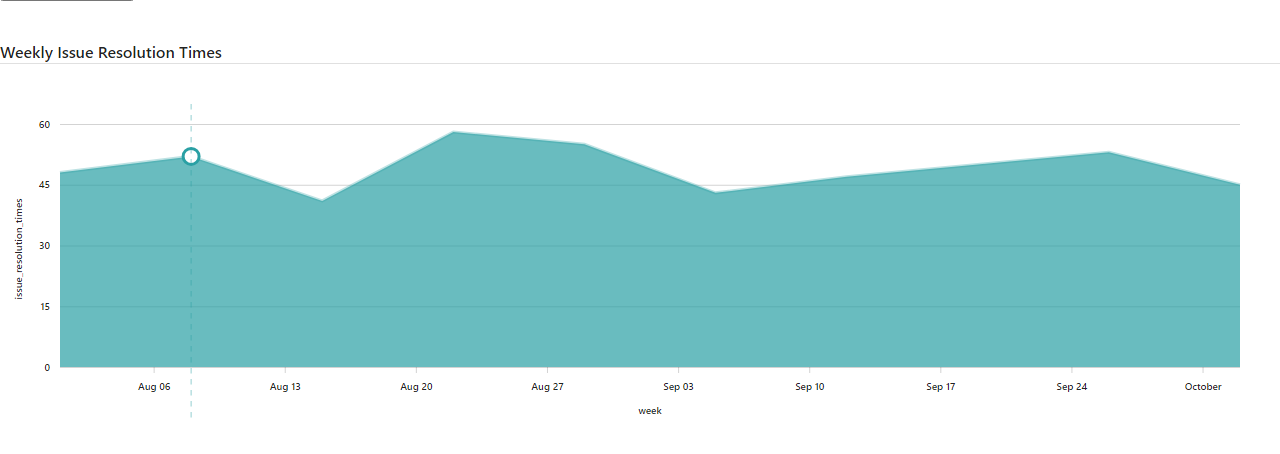 Weekly Issue Resolution Times
60
45
30
15
0
issue_resolution_times
Aug 06 Aug 13 Aug 20 Aug 27 Sep 03 Sep 10 Sep 17 Sep 24 October
week